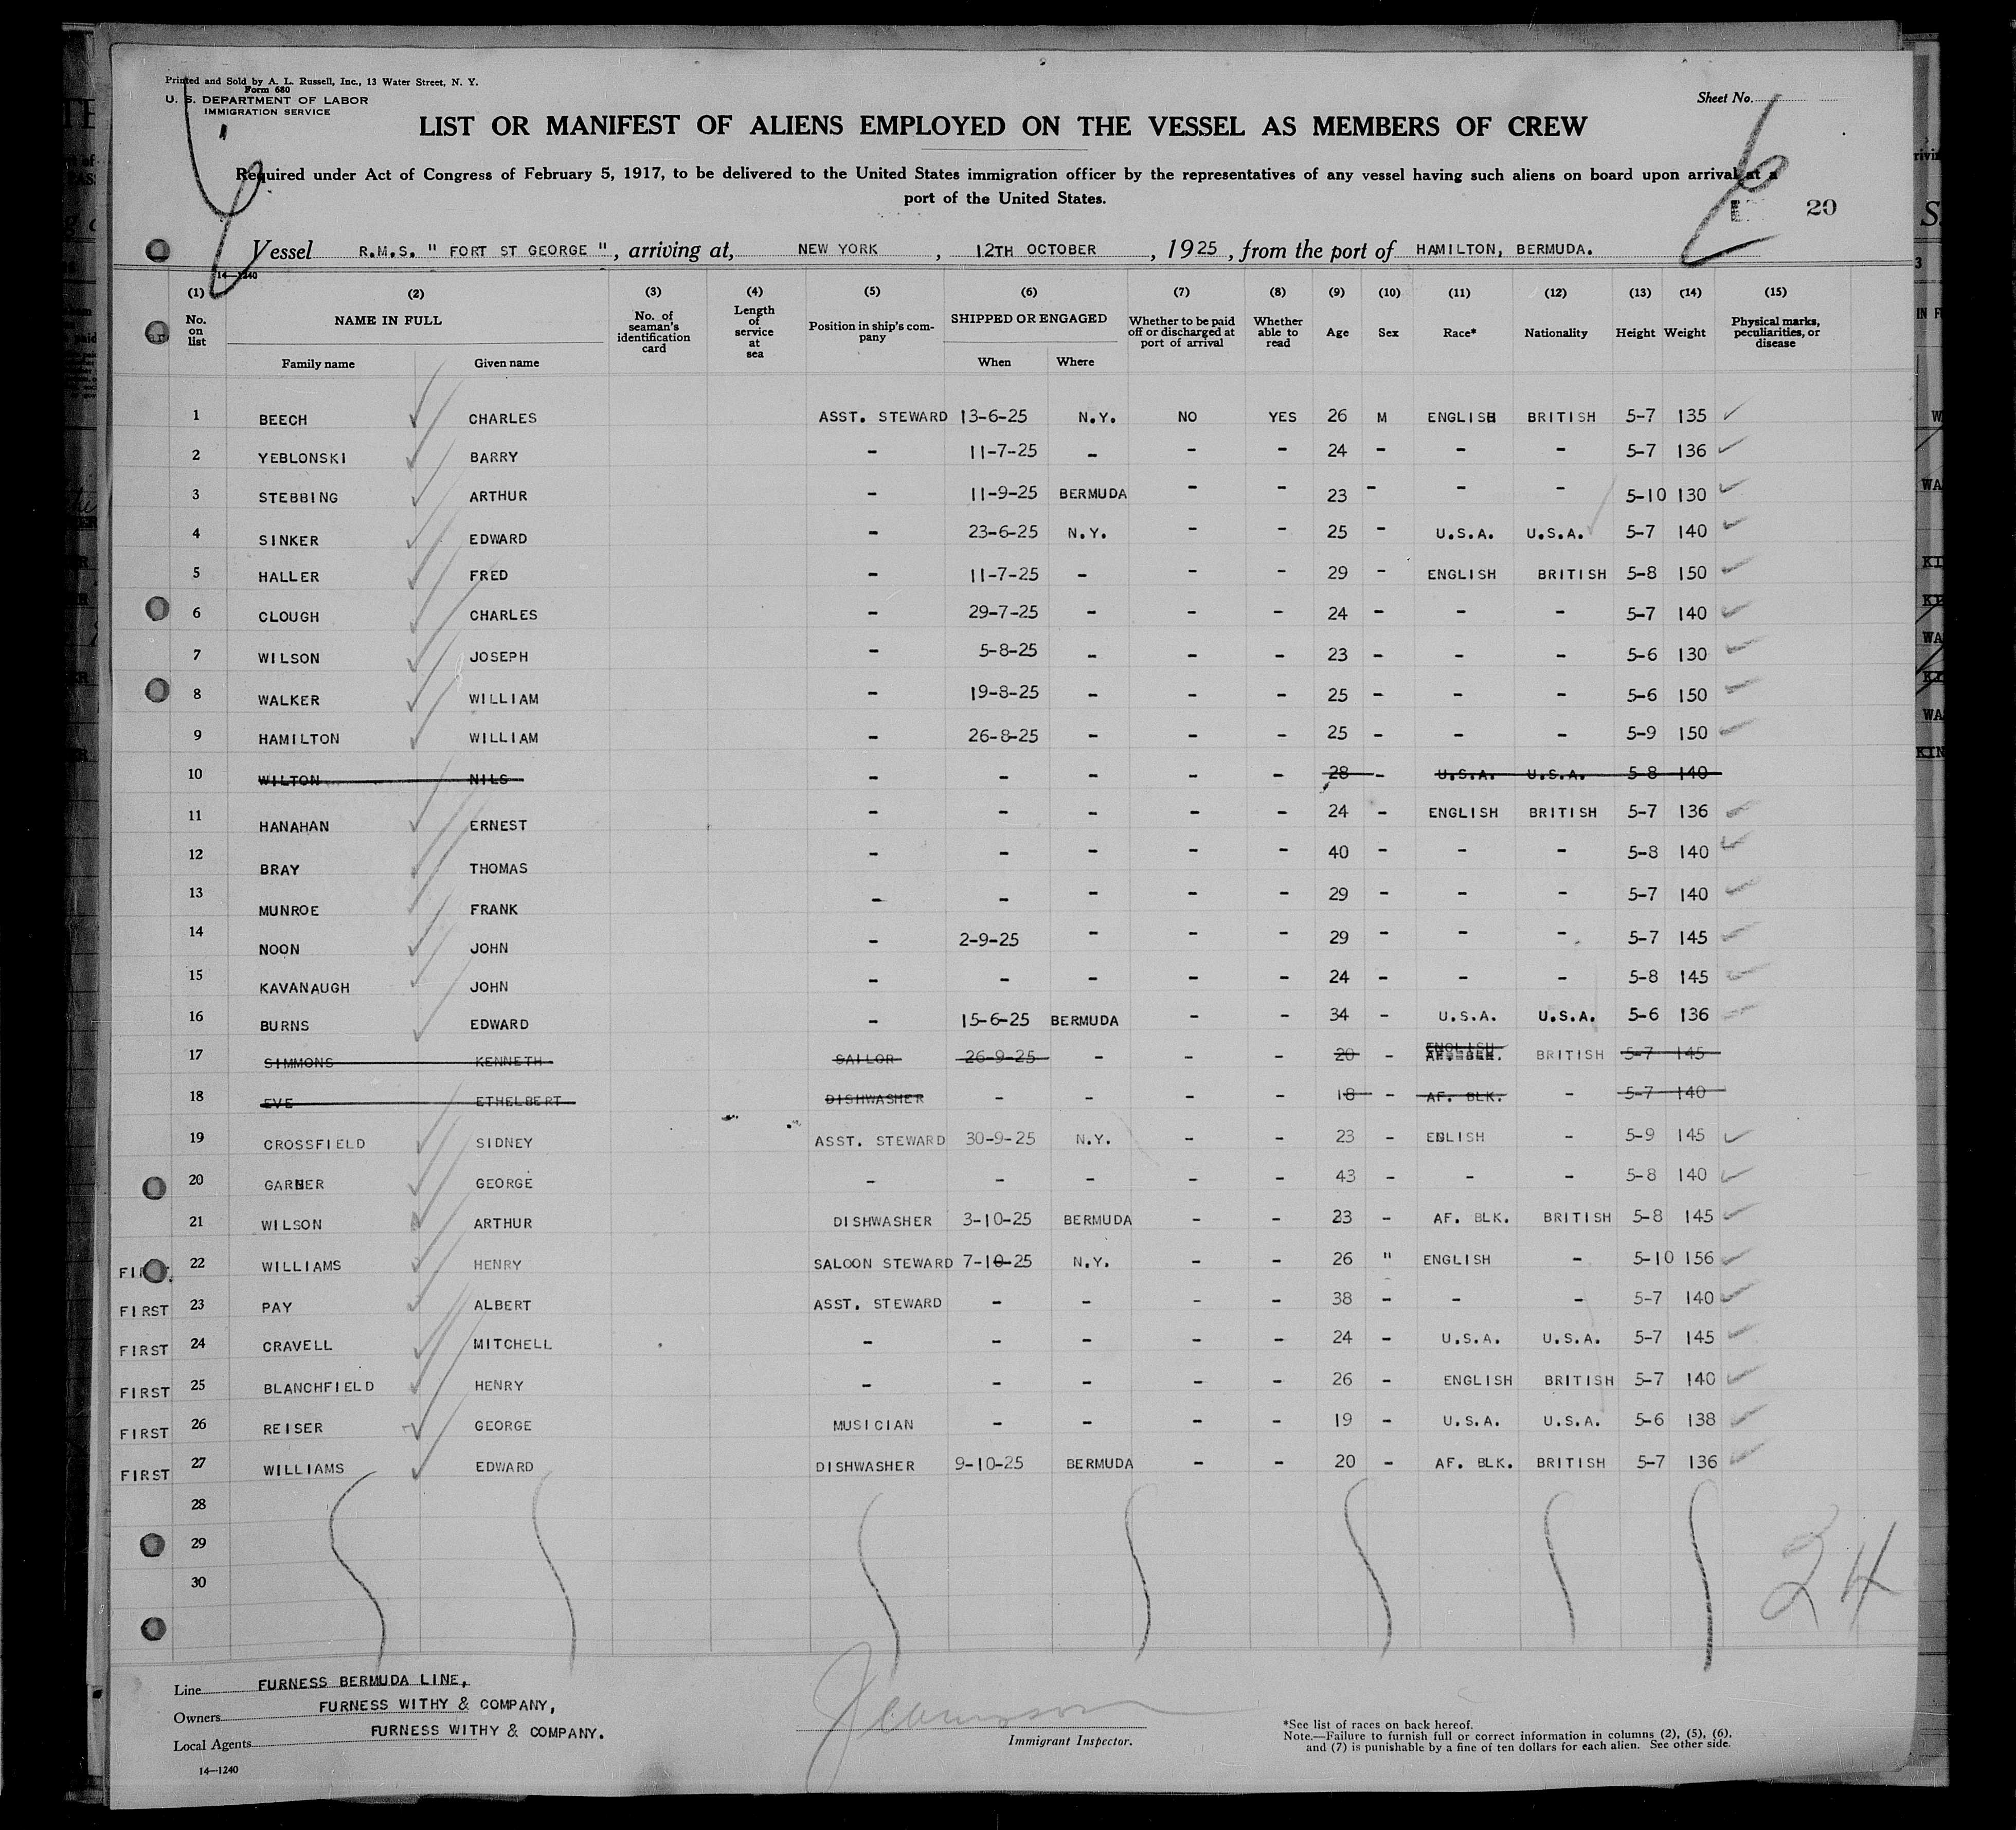 Printed and Sold by A. L. Russell, Inc., 13 Water Street, N. Y.
Form 680
U. S. DEPARTMENT OF LABOR
IMMIGRATION SERVICE
Sheet No.
LIST OR MANIFEST OF ALIENS EMPLOYED ON THE VESSEL AS MEMBERS OF CREW
Required under Act of Congress of February 5, 1917, to be delivered to the United States immigration officer by the representatives of any vessel having such aliens on board upon arrival at a
port of the United States.
20
Vessel R.M.S. " FORT ST GEORGE ", arriving at, NEW YORK, 12TH OCTOBER, 1925, from the port of HAMILTON, BERMUDA.
14—1240
(1) (2) (3) (4) (5) (6) (7) (8) (9) (10) (11) (12) (13) (14) (15)
No. on list NAME IN FULL No. of seaman's identification card Length of service at sea Position in ship's company SHIPPED OR ENGAGED Whether to be paid off or discharged at port of arrival Whether able to read Age Sex Race* Nationality Height Weight Physical marks, peculiarities, or disease
Family name Given name When Where
1 BEECH CHARLES ASST. STEWARD 13-6-25 N.Y. NO YES 26 M ENGLISH BRITISH 5-7 135
2 YEBLONSKI BARRY - 11-7-25 - - - 24 - - - 5-7 136
3 STEBBING ARTHUR - 11-9-25 BERMUDA - - 23 - - - 5-10 130
4 SINKER EDWARD - 23-6-25 N.Y. - - 25 - U.S.A. U.S.A. 5-7 140
5 HALLER FRED - 11-7-25 - - - 29 - ENGLISH BRITISH 5-8 150
6 CLOUGH CHARLES - 29-7-25 - - - 24 - - - 5-7 140
7 WILSON JOSEPH - 5-8-25 - - - 23 - - - 5-6 130
8 WALKER WILLIAM - 19-8-25 - - - 25 - - - 5-6 150
9 HAMILTON WILLIAM - 26-8-25 - - - 25 - - - 5-9 150
10 WILTON NILS - - - - - 28 - U.S.A. U.S.A. 5-8 140
11 HANAHAN ERNEST - - - - - 24 - ENGLISH BRITISH 5-7 136
12 BRAY THOMAS - - - - - 40 - - - 5-8 140
13 MUNROE FRANK - - - - - 29 - - - 5-7 140
14 NOON JOHN - 2-9-25 - - - 29 - - - 5-7 145
15 KAVANAUGH JOHN - - - - - 24 - - - 5-8 145
16 BURNS EDWARD - 15-6-25 BERMUDA - - 34 - U.S.A. U.S.A. 5-6 136
17 SIMMONS KENNETH SAILOR 26-9-25 - - - 20 - ENGLISH AF. BLK. BRITISH 5-7 145
18 EVE ETHELBERT DISHWASHER - - - - 18 - AF. BLK. - 5-7 140
19 CROSSFIELD SIDNEY ASST. STEWARD 30-9-25 N.Y. - - 23 - ENLISH - 5-9 145
20 GARNER GEORGE - - - - - 43 - - - 5-8 140
21 WILSON ARTHUR DISHWASHER 3-10-25 BERMUDA - - 23 - AF. BLK. BRITISH 5-8 145
FIRST 22 WILLIAMS HENRY SALOON STEWARD 7-10-25 N.Y. - - 26 " ENGLISH - 5-10 156
FIRST 23 PAY ALBERT ASST. STEWARD - - - - 38 - - - 5-7 140
FIRST 24 CRAVELL MITCHELL - - - - - 24 - U.S.A. U.S.A. 5-7 145
FIRST 25 BLANCHFIELD HENRY - - - - - 26 - ENGLISH BRITISH 5-7 140
FIRST 26 REISER GEORGE MUSICIAN - - - - 19 - U.S.A. U.S.A. 5-6 138
FIRST 27 WILLIAMS EDWARD DISHWASHER 9-10-25 BERMUDA - - 20 - AF. BLK. BRITISH 5-7 136
28
29
30
24
Line FURNESS BERMUDA LINE,
Owners FURNESS WITHY & COMPANY,
Local Agents FURNESS WITHY & COMPANY.
Immigrant Inspector.
*See list of races on back hereof.
Note.—Failure to furnish full or correct information in columns (2), (5), (6),
and (7) is punishable by a fine of ten dollars for each alien. See other side.
14—1240